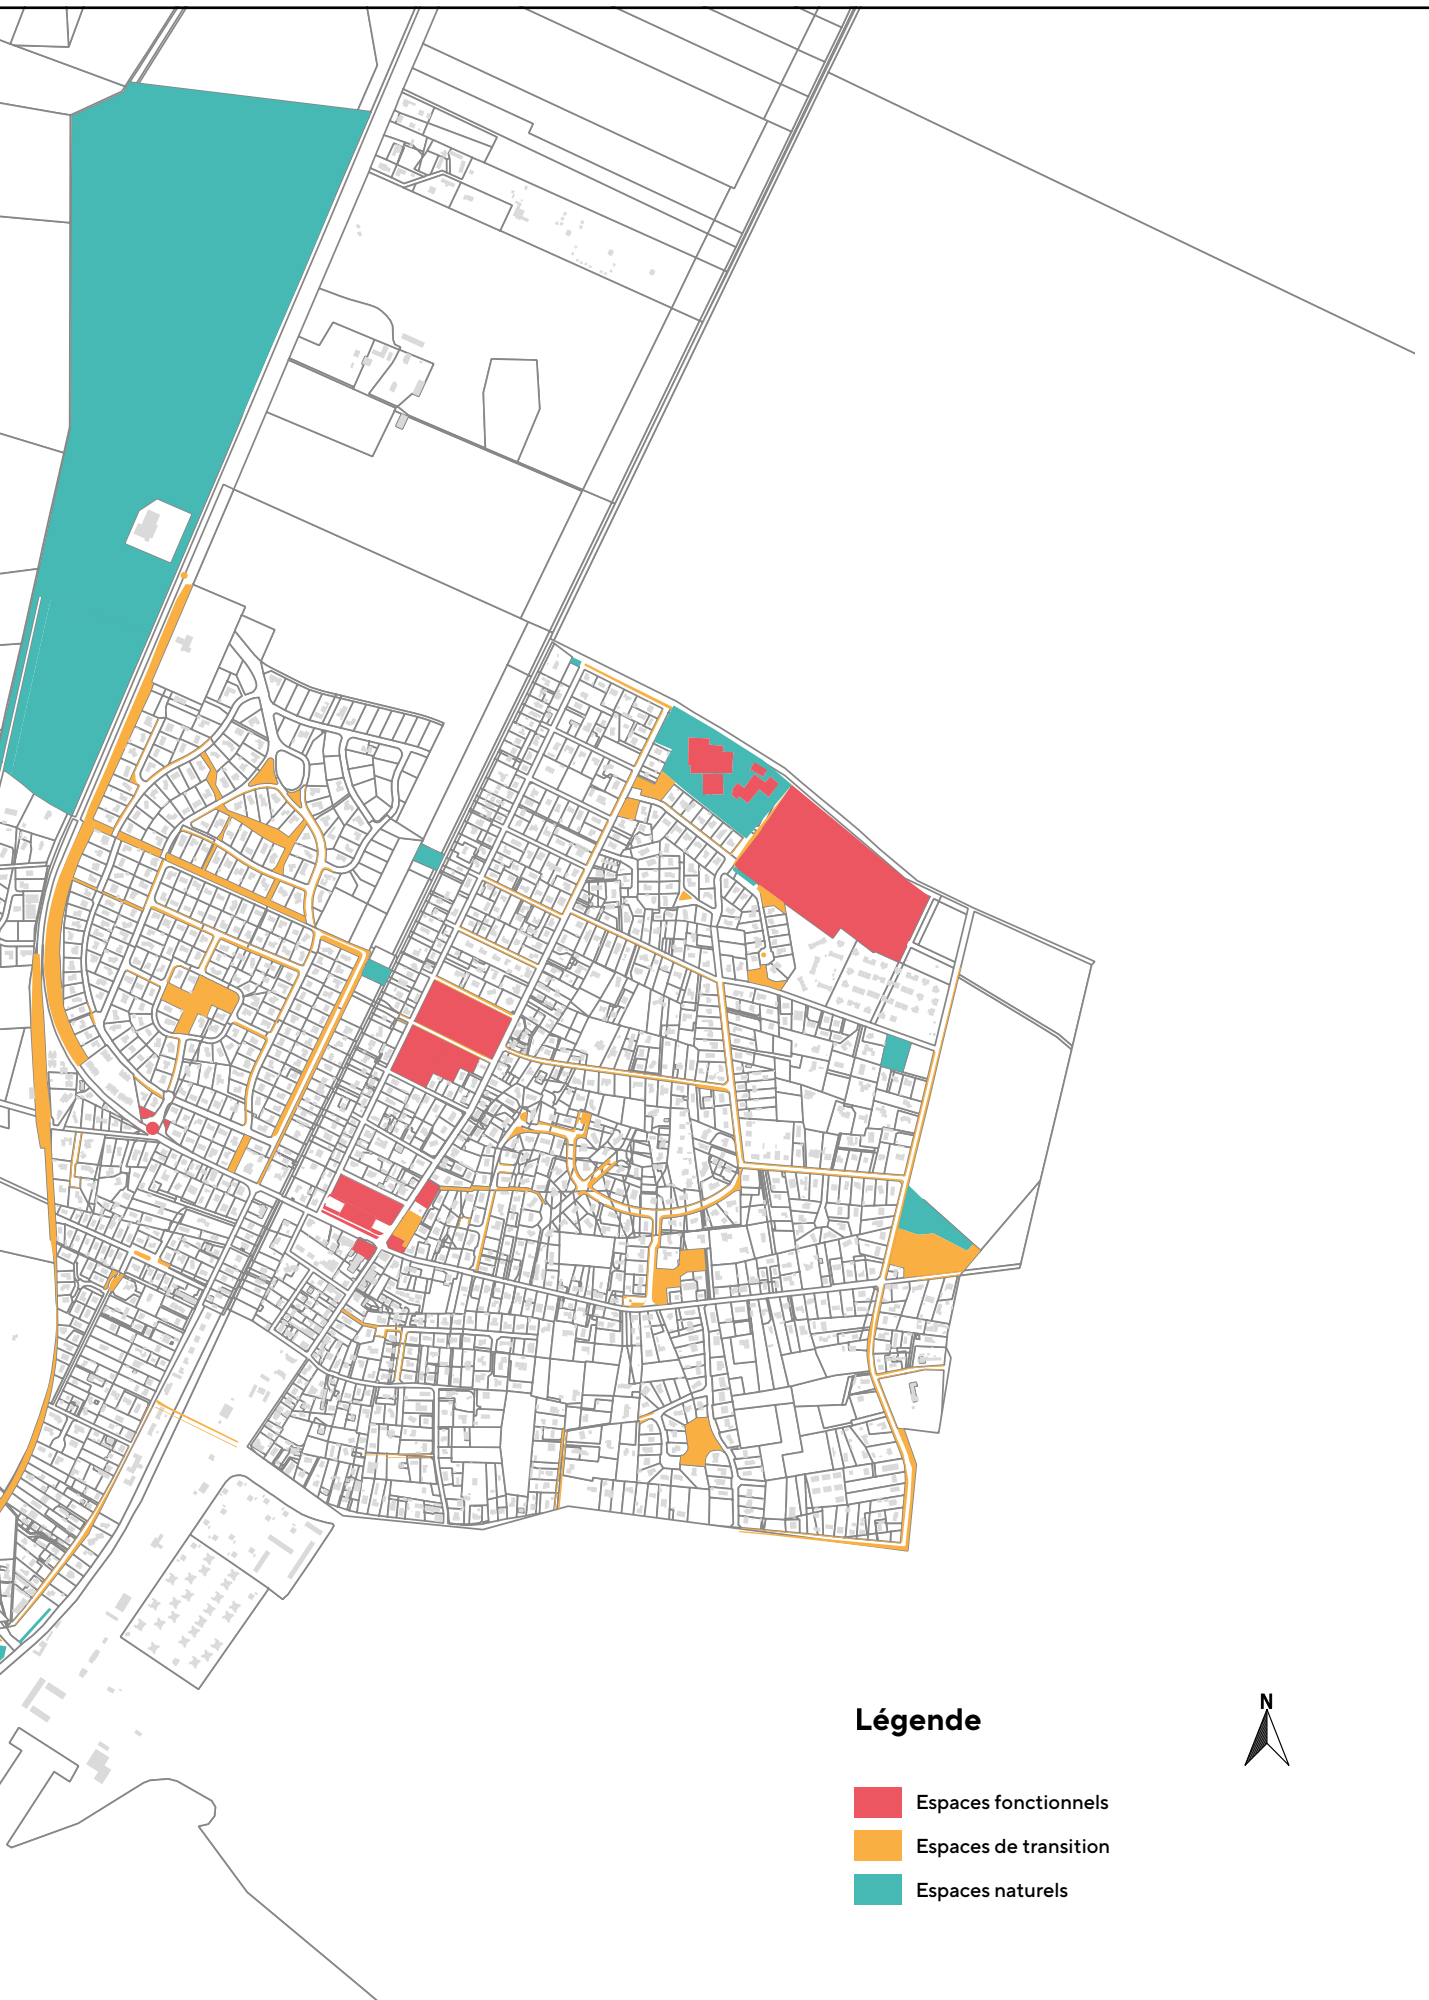 N
Légende
Espaces fonctionnels
Espaces de transition
Espaces naturels